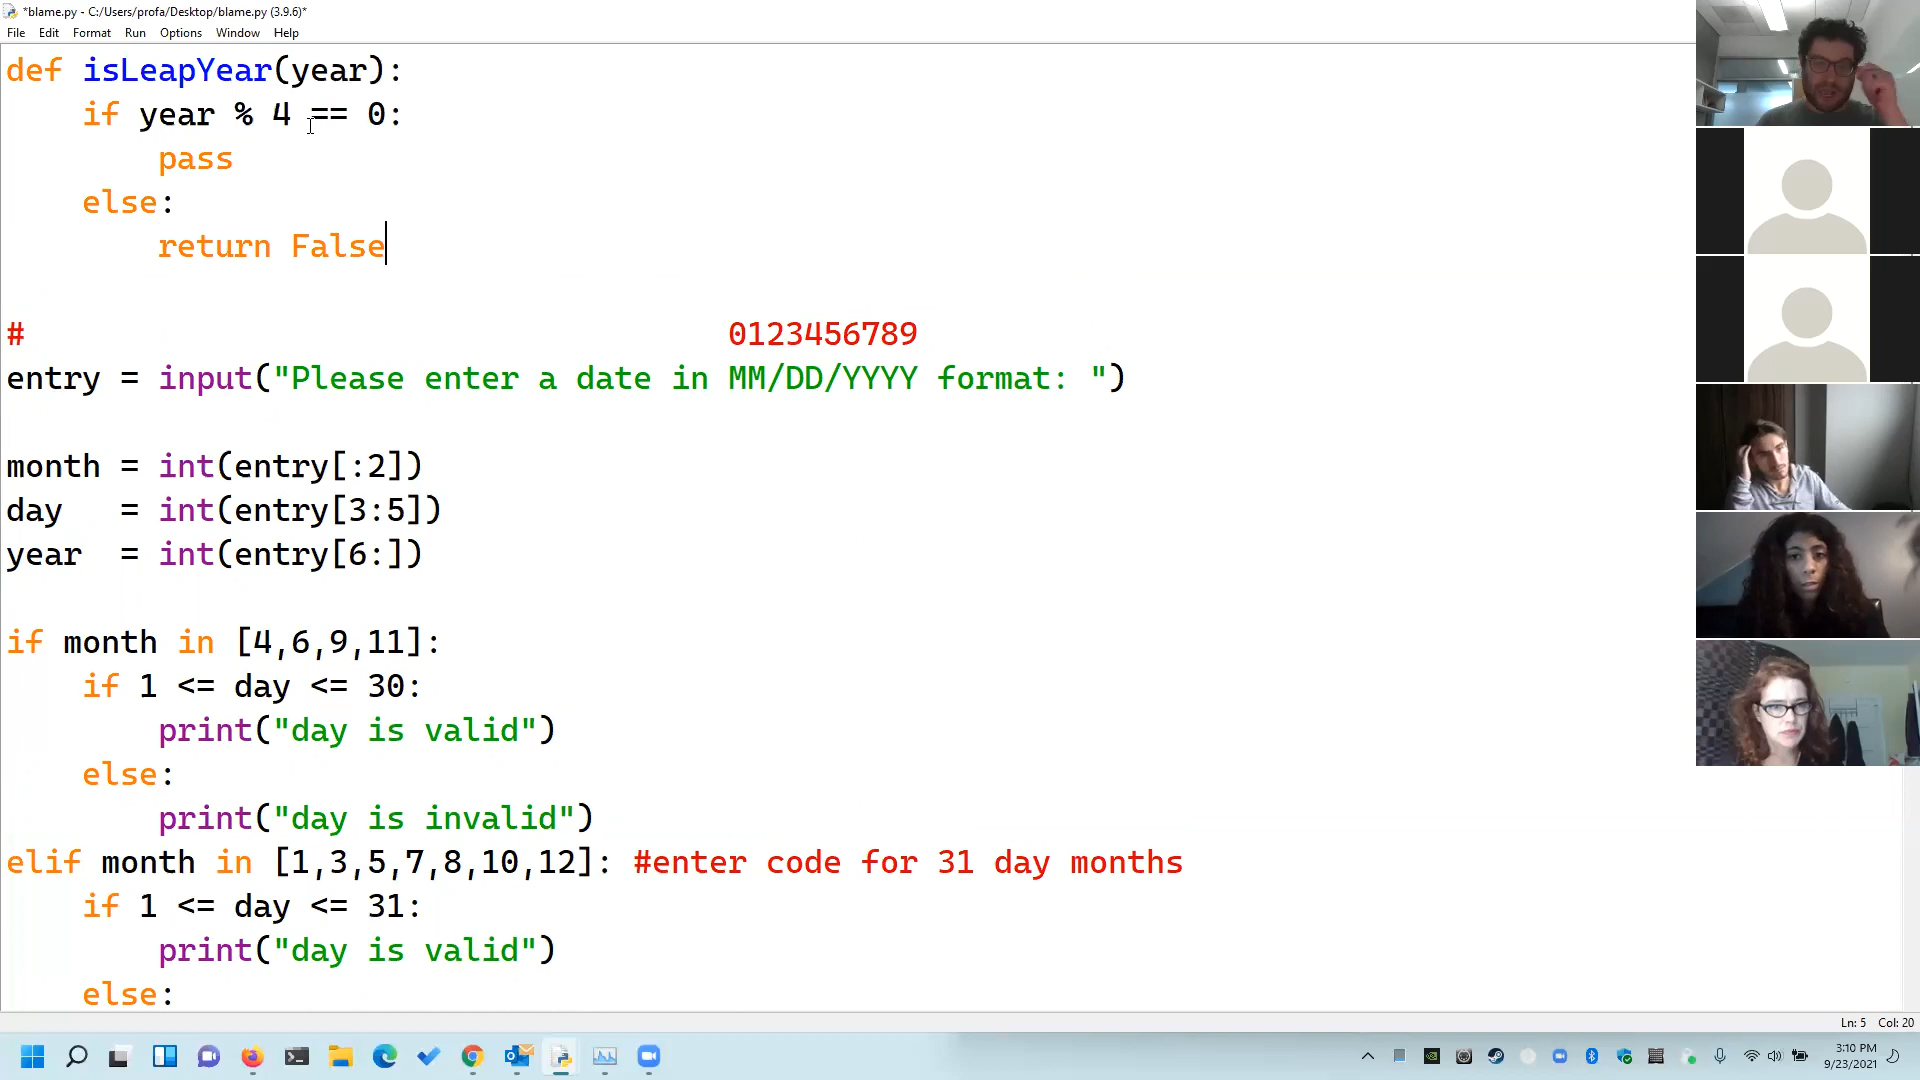 *blame.py - C:/Users/profa/Desktop/blame.py (3.9.6)*
File Edit Format Run Options Window Help
def isLeapYear(year):
    if year % 4 == 0:
        pass
    else:
        return False
#                                     0123456789
entry = input("Please enter a date in MM/DD/YYYY format: ")
month = int(entry[:2])
day   = int(entry[3:5])
year  = int(entry[6:])
if month in [4,6,9,11]:
    if 1 <= day <= 30:
        print("day is valid")
    else:
        print("day is invalid")
elif month in [1,3,5,7,8,10,12]: #enter code for 31 day months
    if 1 <= day <= 31:
        print("day is valid")
    else:
Ln: 5 Col: 20
3:10 PM
9/23/2021